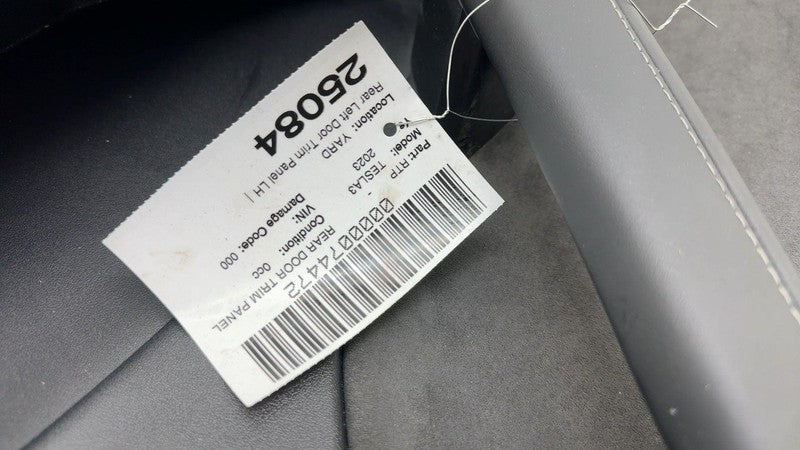 0000074472
Part: RTP - REAR DOOR TRIM PANEL
Model: TESLA3
2023
Condition: 0cc
VIN:
Location: YARD
Damage Code: 000
Rear Left Door Trim Panel LH |
25084